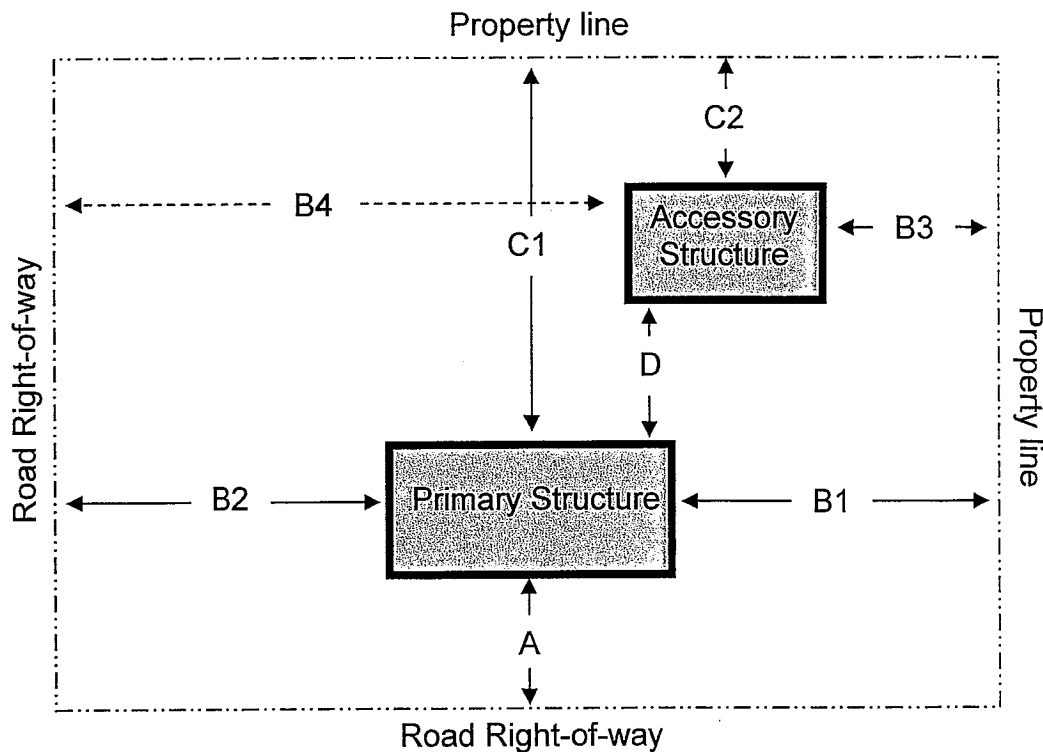 Property line
C2
B4
Accessory
Structure
B3
C1
Road Right-of-way
Property line
D
B2
Primary Structure
B1
A
Road Right-of-way